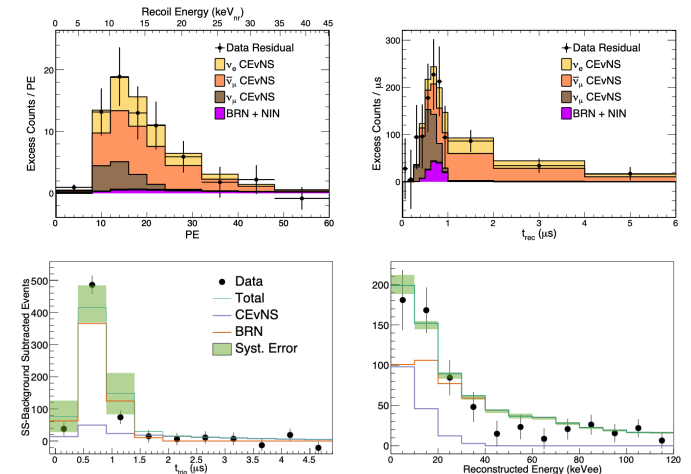 Recoil Energy (keVnr)
0 5 10 15 20 25 30 35
Excess Counts / PE
20
10
0
Data Residual
νe CEvNS
ν̅μ CEvNS
νμ CEvNS
BRN + NIN
0 10 20 30 40 50 60
PE
Excess Counts / μs
300
200
100
0
Data Residual
νe CEvNS
ν̅μ CEvNS
νμ CEvNS
BRN + NIN
0 1 2 3 4 5 6
trec (μs)
SS-Background Subtracted Events
500
400
300
200
100
0
Data
Total
CEvNS
BRN
Syst. Error
0 0.5 1 1.5 2 2.5 3 3.5 4 4.5
ttrig (μs)
200
150
100
50
0
0 20 40 60 80 100 120
Reconstructed Energy (keVee)